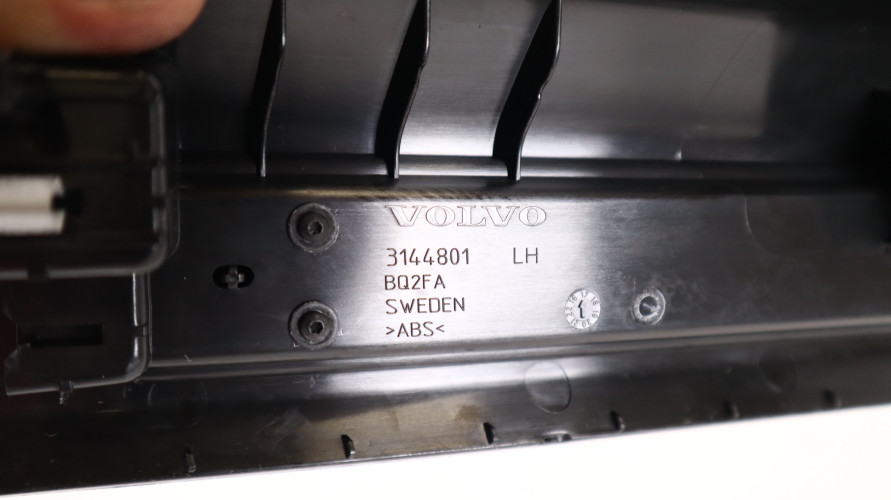 VOLVO
3144801 LH
BQ2FA
SWEDEN
>ABS<